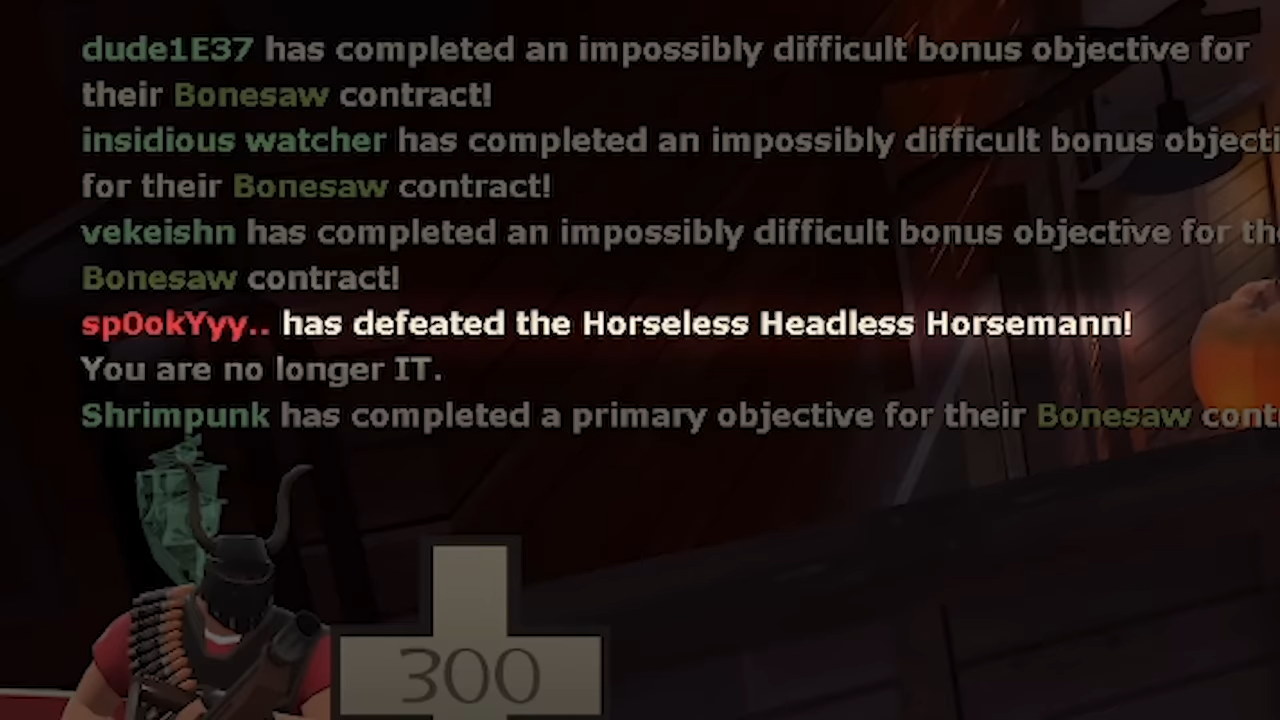 dude1E37 has completed an impossibly difficult bonus objective for
their Bonesaw contract!
insidious watcher has completed an impossibly difficult bonus objecti
for their Bonesaw contract!
vekeishn has completed an impossibly difficult bonus objective for the
Bonesaw contract!
sp0okYyy.. has defeated the Horseless Headless Horsemann!
You are no longer IT.
Shrimpunk has completed a primary objective for their Bonesaw cont
300